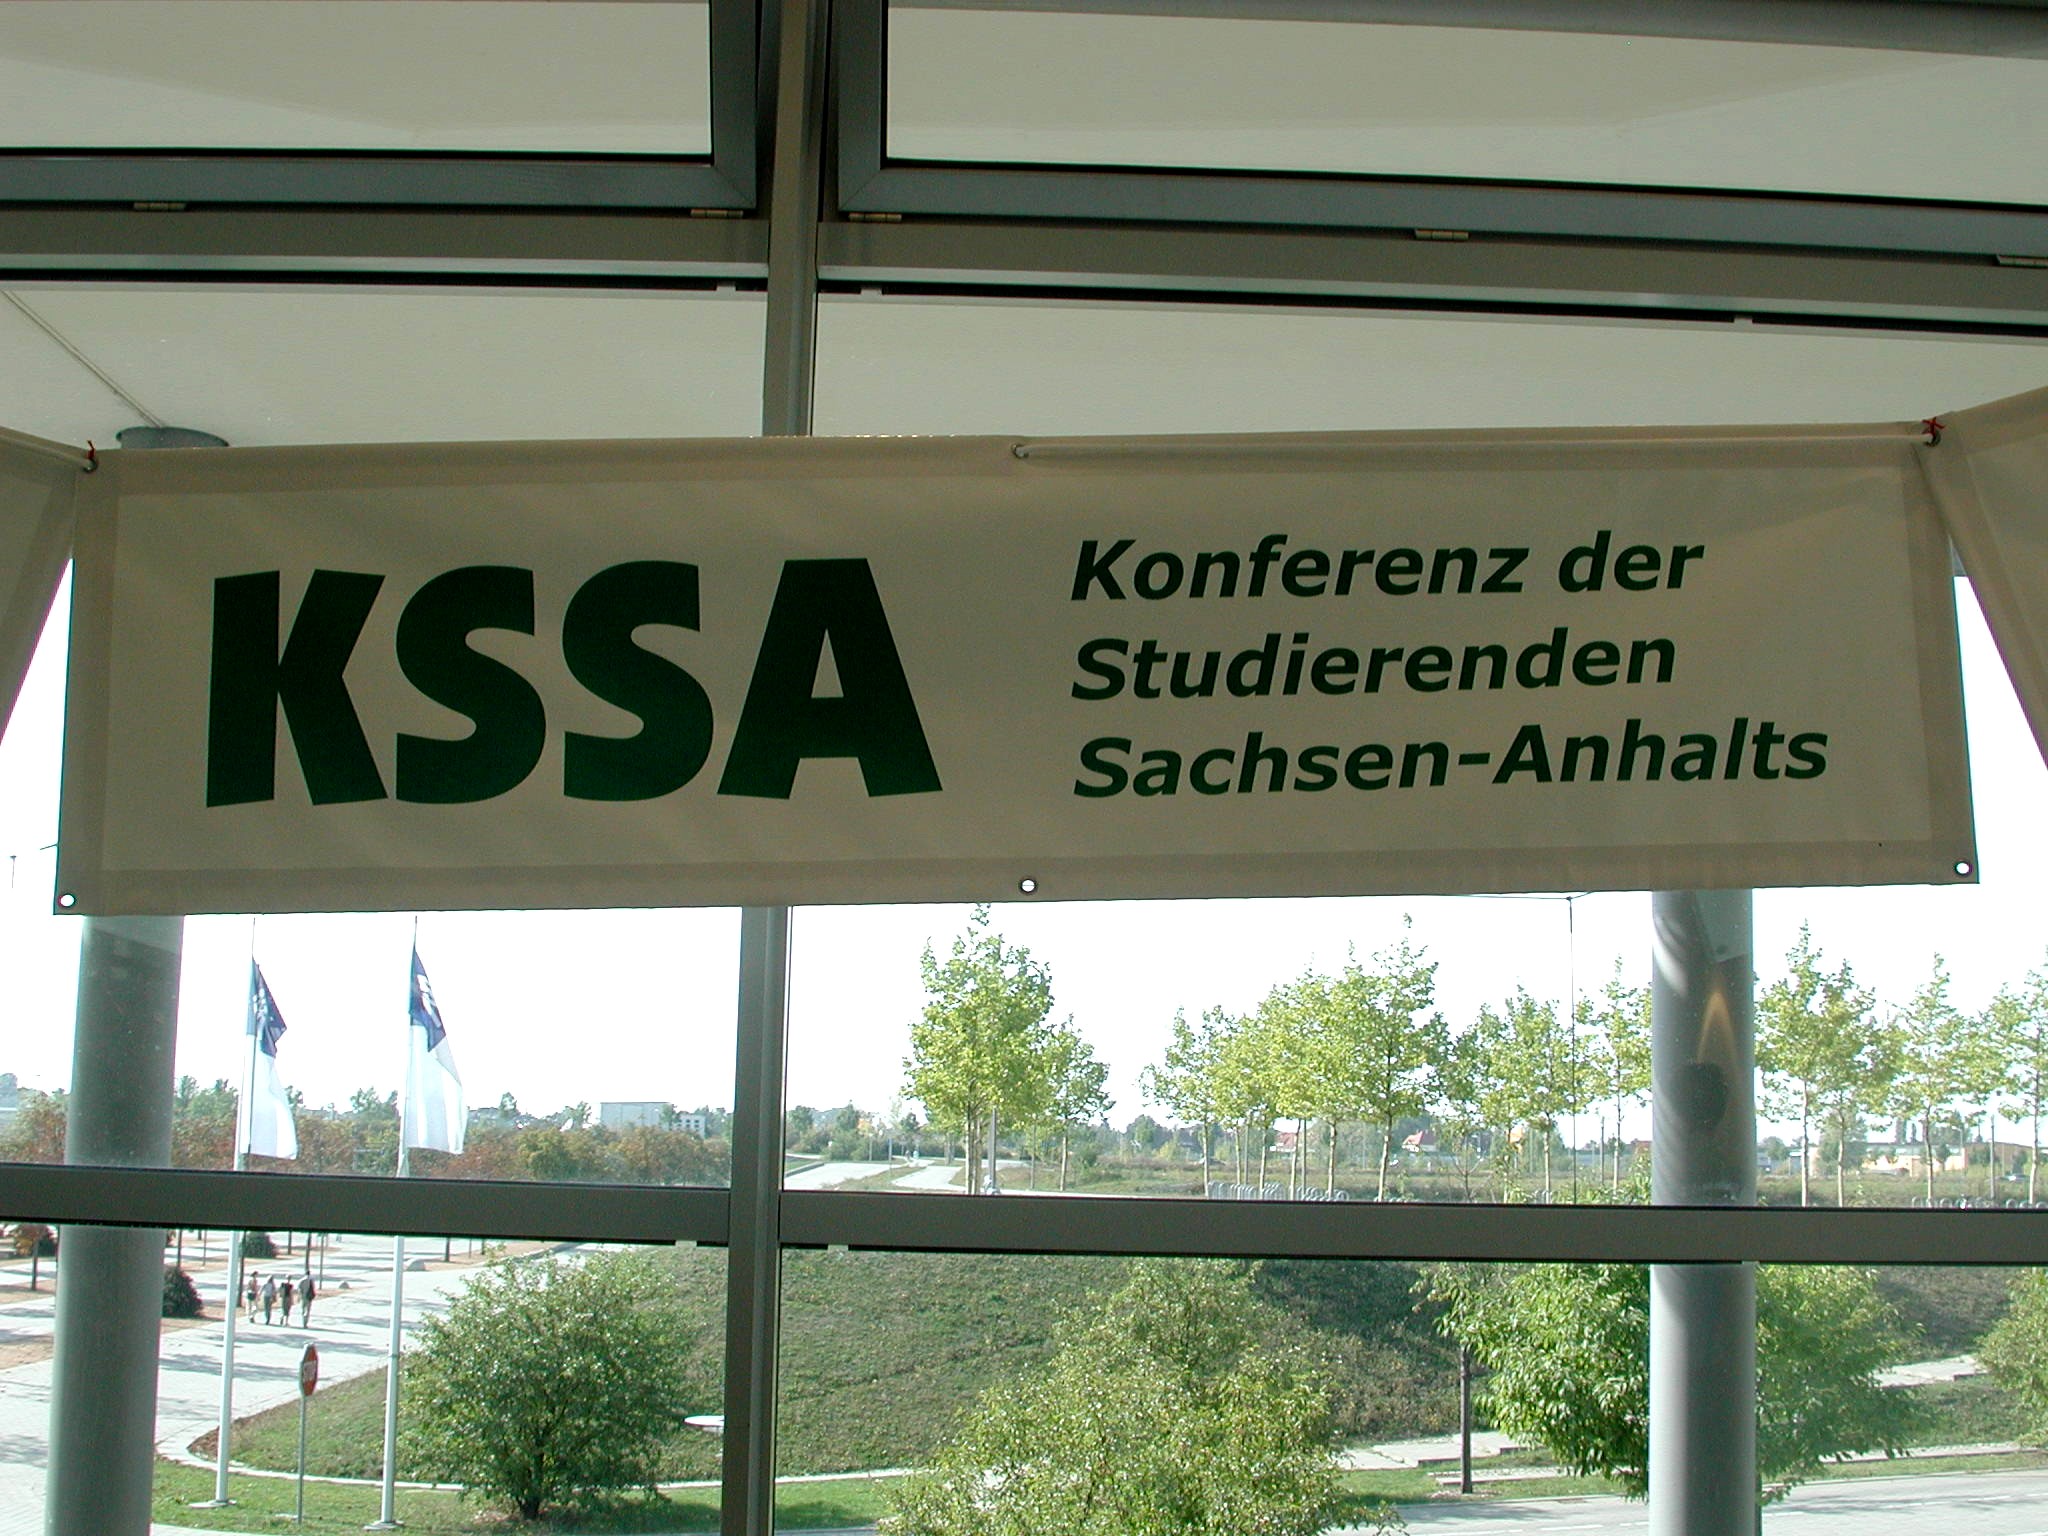 KSSA
Konferenz der
Studierenden
Sachsen-Anhalts